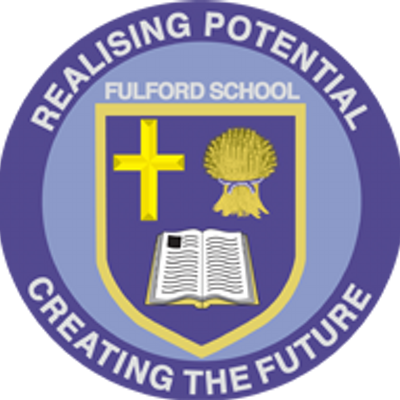 REALISING POTENTIAL
FULFORD SCHOOL
CREATING THE FUTURE